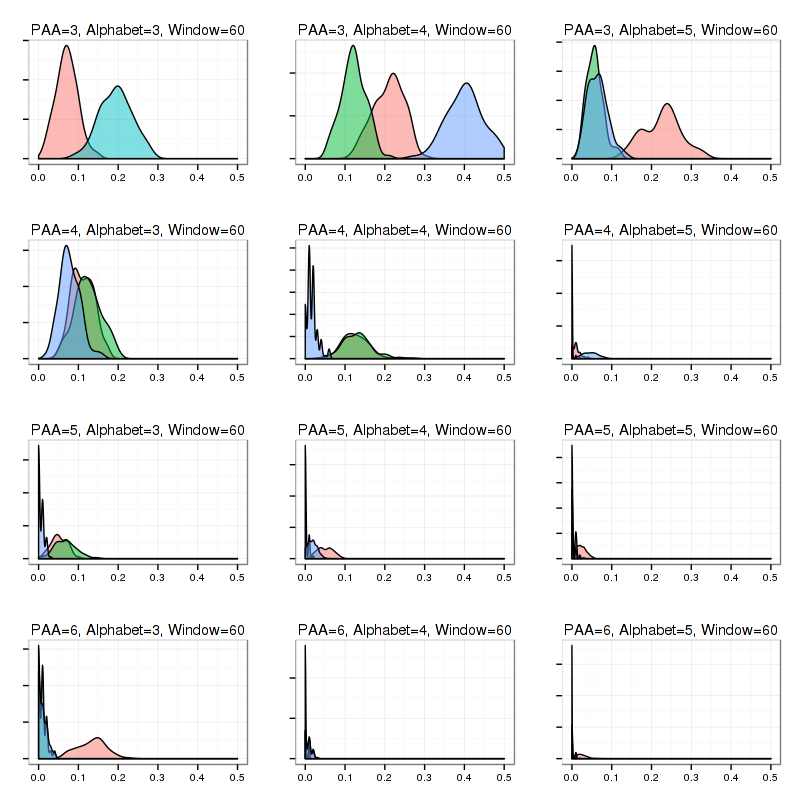 PAA=3, Alphabet=3, Window=60 PAA=3, Alphabet=4, Window=60 PAA=3, Alphabet=5, Window=60
0.0 0.1 0.2 0.3 0.4 0.5 0.0 0.1 0.2 0.3 0.4 0.5 0.0 0.1 0.2 0.3 0.4 0.5
PAA=4, Alphabet=3, Window=60 PAA=4, Alphabet=4, Window=60 PAA=4, Alphabet=5, Window=60
0.0 0.1 0.2 0.3 0.4 0.5 0.0 0.1 0.2 0.3 0.4 0.5 0.0 0.1 0.2 0.3 0.4 0.5
PAA=5, Alphabet=3, Window=60 PAA=5, Alphabet=4, Window=60 PAA=5, Alphabet=5, Window=60
0.0 0.1 0.2 0.3 0.4 0.5 0.0 0.1 0.2 0.3 0.4 0.5 0.0 0.1 0.2 0.3 0.4 0.5
PAA=6, Alphabet=3, Window=60 PAA=6, Alphabet=4, Window=60 PAA=6, Alphabet=5, Window=60
0.0 0.1 0.2 0.3 0.4 0.5 0.0 0.1 0.2 0.3 0.4 0.5 0.0 0.1 0.2 0.3 0.4 0.5